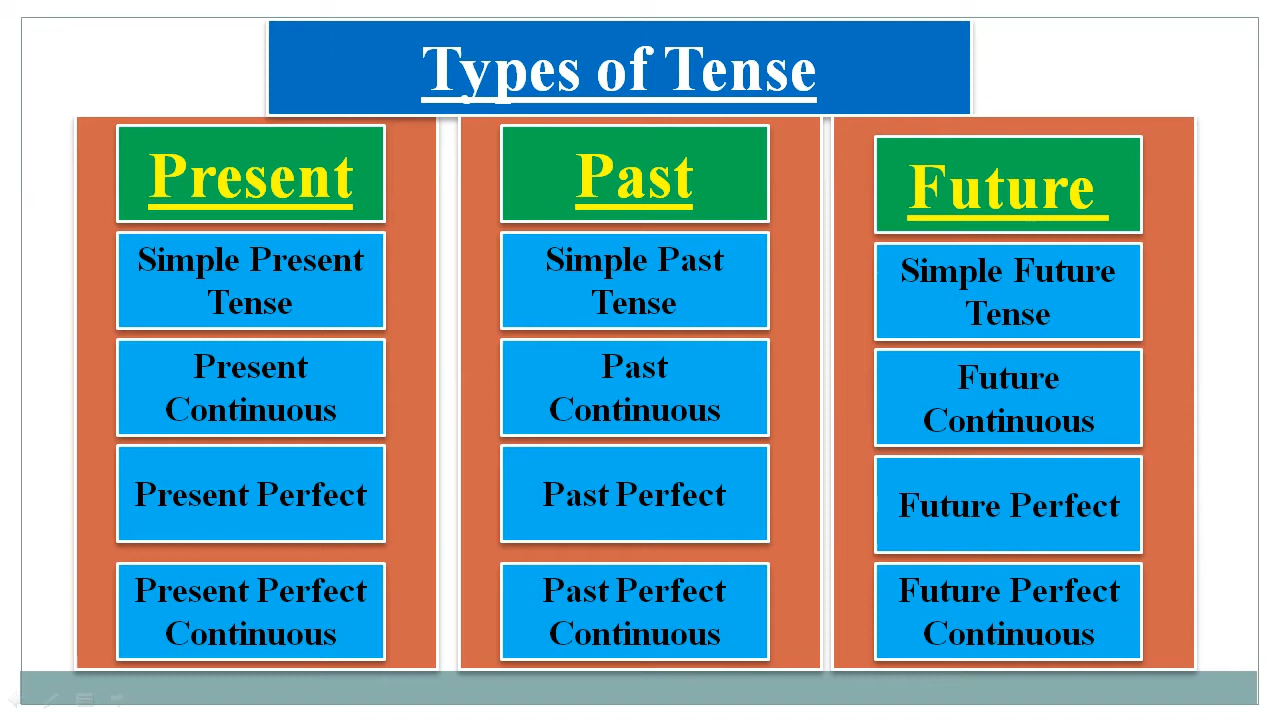 Types of Tense
Present
Simple Present
Tense
Present
Continuous
Present Perfect
Present Perfect
Continuous
Past
Simple Past
Tense
Past
Continuous
Past Perfect
Past Perfect
Continuous
Future
Simple Future
Tense
Future
Continuous
Future Perfect
Future Perfect
Continuous